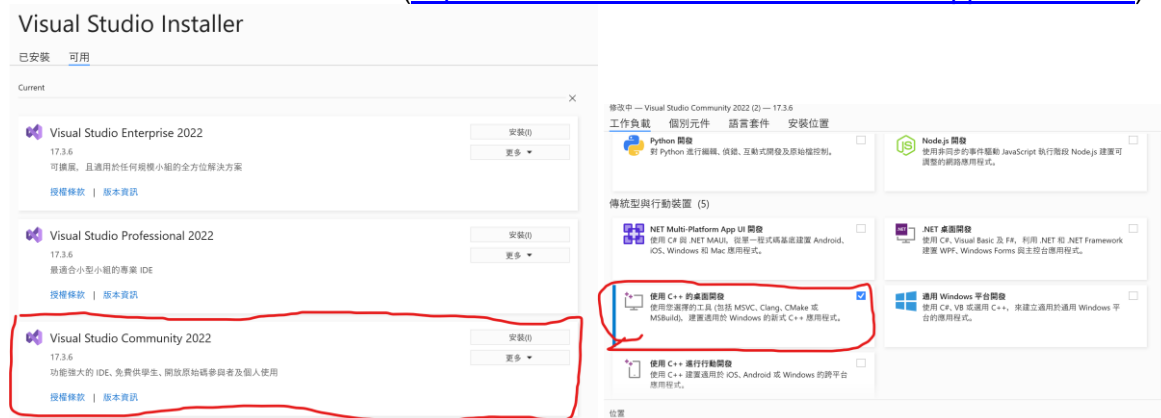 Visual Studio Installer
已安裝 可用
Current
Visual Studio Enterprise 2022
安裝(I)
17.3.6
更多
可擴展，且適用於任何規模小組的全方位解決方案
授權條款 | 版本資訊
Visual Studio Professional 2022
安裝(I)
17.3.6
更多
最適合小型小組的專業 IDE
授權條款 | 版本資訊
Visual Studio Community 2022
安裝(I)
17.3.6
更多
功能強大的 IDE、免費供學生、開放原始碼參與者及個人使用
授權條款 | 版本資訊
修改中 — Visual Studio Community 2022 (2) — 17.3.6
工作負載 個別元件 語言套件 安裝位置
Python 開發
對 Python 進行編輯、偵錯、互動式開發及原始檔控制。
Node.js 開發
使用非同步的事件驅動 JavaScript 執行階段 Node.js 建置可
調整的網路應用程式。
傳統型與行動裝置 (5)
NET Multi-Platform App UI 開發
使用 C# 與 .NET MAUI，從單一程式碼基底建置 Android、
iOS、Windows 和 Mac 應用程式。
.NET 桌面開發
使用 C#、Visual Basic 及 F#，利用 .NET 和 .NET Framework
建置 WPF、Windows Forms 與主控台應用程式。
使用 C++ 的桌面開發
使用您選擇的工具 (包括 MSVC、Clang、CMake 或
MSBuild)，建置適用於 Windows 的新式 C++ 應用程式。
通用 Windows 平台開發
使用 C#、VB 或選用 C++，來建立適用於通用 Windows 平
台的應用程式。
使用 C++ 進行行動開發
使用 C++ 建置適用於 iOS、Android 或 Windows 的跨平台
應用程式。
位置